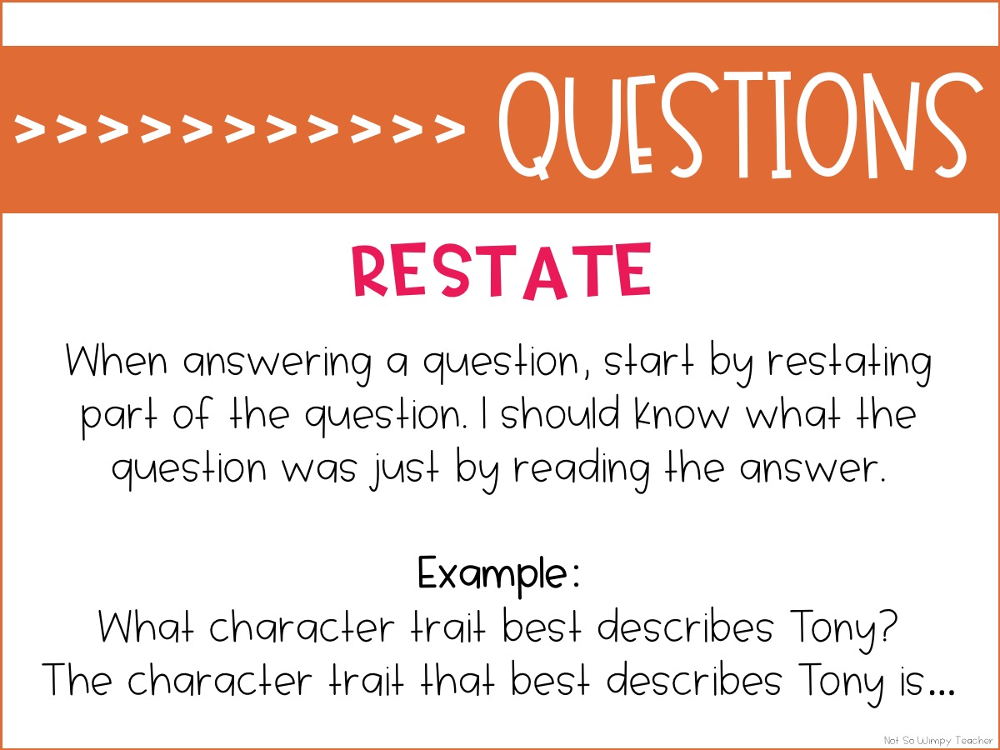 >>>>>>>>>>> QUESTIONS
RESTATE
When answering a question, start by restating
part of the question. I should know what the
question was just by reading the answer.
Example:
What character trait best describes Tony?
The character trait that best describes Tony is...
Not So Wimpy Teacher